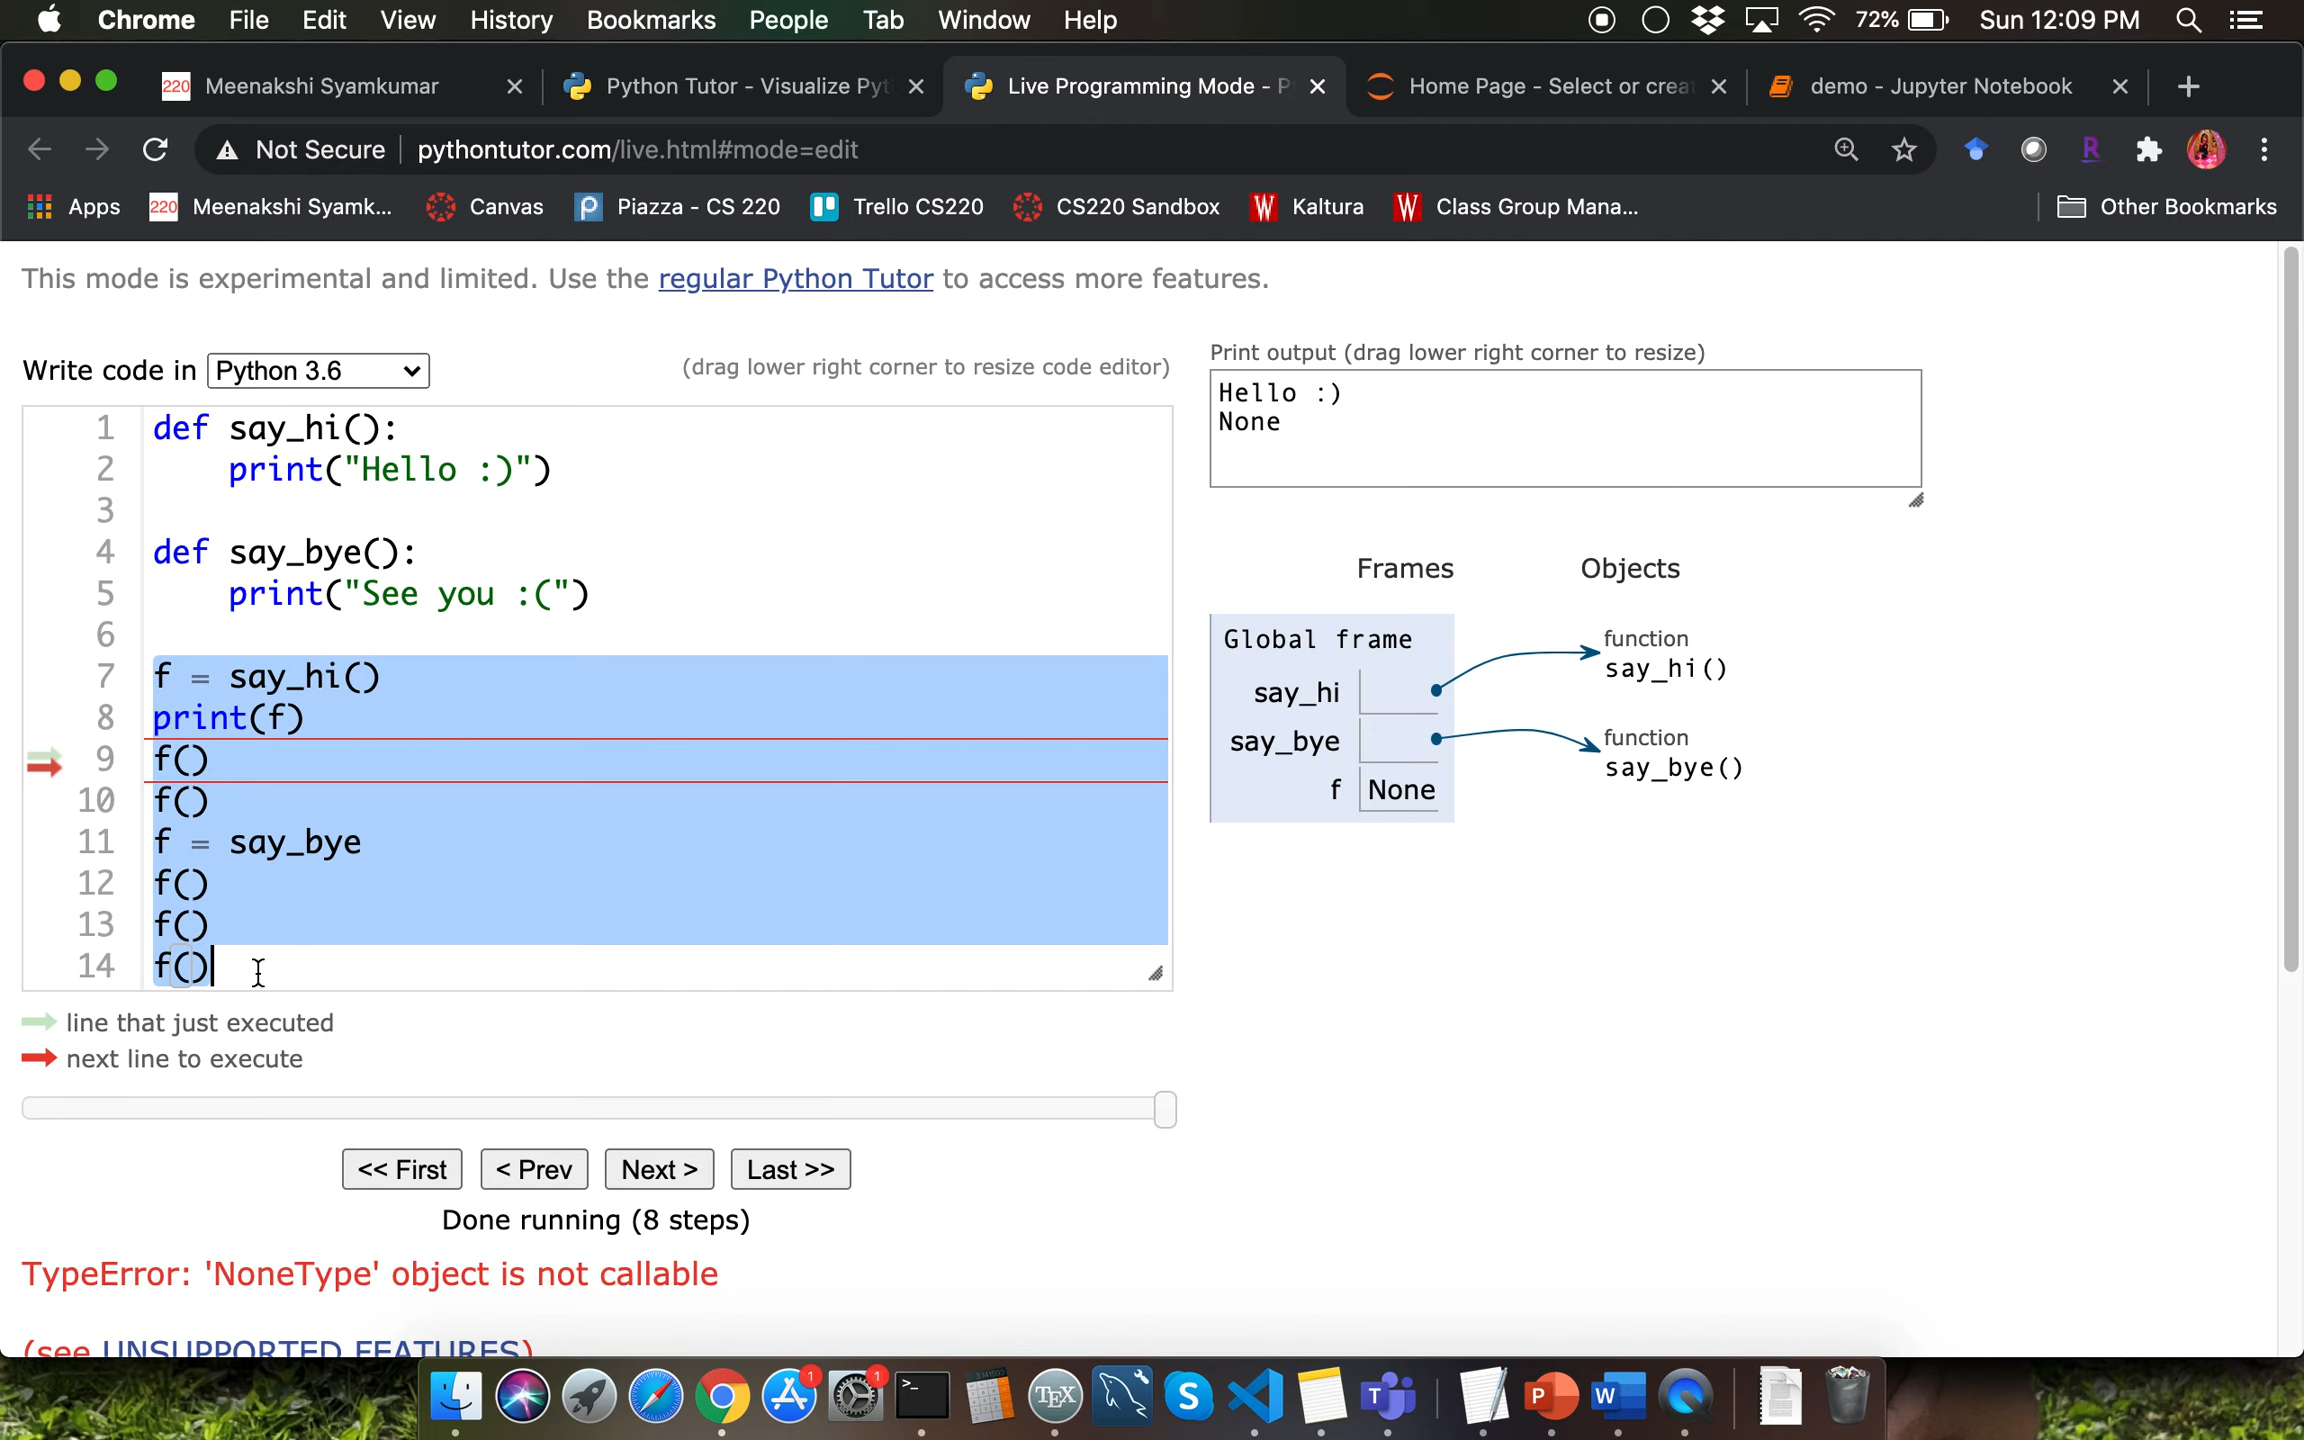 Chrome File Edit View History Bookmarks People Tab Window Help 72% Sun 12:09 PM
220 Meenakshi Syamkumar Python Tutor - Visualize Pyt Live Programming Mode - P Home Page - Select or creat demo - Jupyter Notebook
Not Secure pythontutor.com/live.html#mode=edit
Apps 220 Meenakshi Syamk... Canvas Piazza - CS 220 Trello CS220 CS220 Sandbox Kaltura Class Group Mana... Other Bookmarks
This mode is experimental and limited. Use the regular Python Tutor to access more features.
Write code in Python 3.6 (drag lower right corner to resize code editor)
1 def say_hi():
2 print("Hello :)")
3
4 def say_bye():
5 print("See you :(")
6
7 f = say_hi()
8 print(f)
9 f()
10 f()
11 f = say_bye
12 f()
13 f()
14 f()
line that just executed
next line to execute
<< First < Prev Next > Last >>
Done running (8 steps)
TypeError: 'NoneType' object is not callable
(see UNSUPPORTED FEATURES)
Print output (drag lower right corner to resize)
Hello :)
None
Frames Objects
Global frame
say_hi
say_bye
f None
function
say_hi()
function
say_bye()